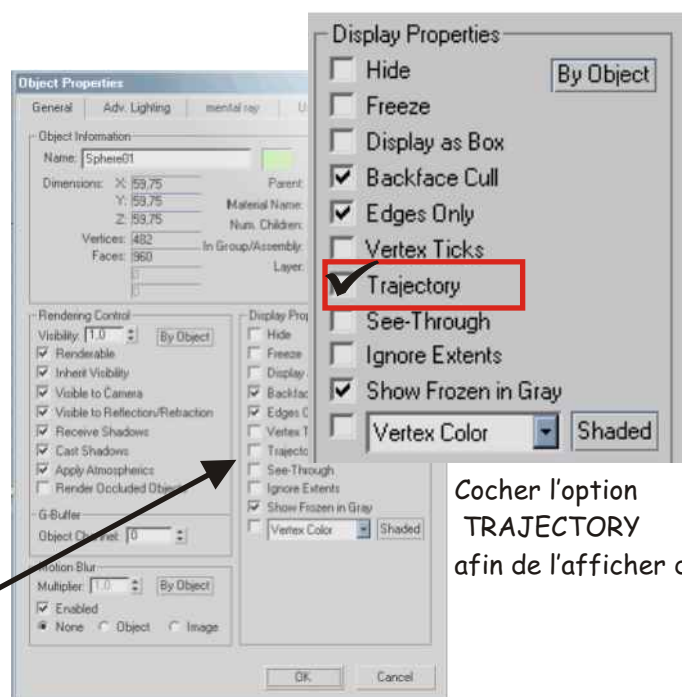 Display Properties
Hide
By Object
Freeze
Display as Box
Backface Cull
Edges Only
Vertex Ticks
Trajectory
See-Through
Ignore Extents
Show Frozen in Gray
Vertex Color
Shaded
Object Properties
General
Adv. Lighting
mental ray
Object Information
Name: Sphere01
Dimensions: X: 59,75
Y: 59,75
Z: 59,75
Vertices: 482
Faces: 960
Parent:
Material Name:
Num. Children:
In Group/Assembly:
Layer:
Rendering Control
Visibility: 1.0
By Object
Renderable
Inherit Visibility
Visible to Camera
Visible to Reflection/Refraction
Receive Shadows
Cast Shadows
Apply Atmospherics
Render Occluded Objects
G-Buffer
Object Channel: 0
Motion Blur
Multiplier: 1.0
By Object
Enabled
None
Object
Image
Display Prop
Hide
Freeze
Display
Backfac
Edges O
Vertex T
Trajecto
See-Through
Ignore Extents
Show Frozen in Gray
Vertex Color
Shaded
OK
Cancel
Cocher l'option
TRAJECTORY
afin de l'afficher